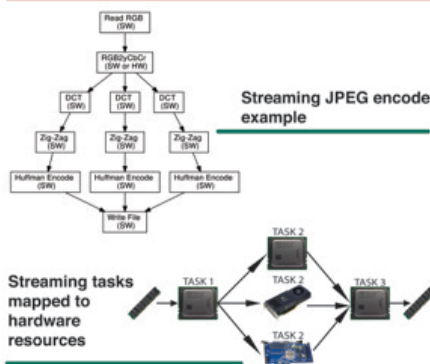 Read RGB
(SW)
RGB2yCbCr
(SW or HW)
DCT
(SW)
DCT
(SW)
DCT
(SW)
Zig-Zag
(SW)
Zig-Zag
(SW)
Zig-Zag
(SW)
Huffman Encode
(SW)
Huffman Encode
(SW)
Huffman Encode
(SW)
Write File
(SW)
Streaming JPEG encode
example
Streaming tasks
mapped to
hardware
resources
TASK 1
TASK 2
TASK 2
TASK 2
TASK 3